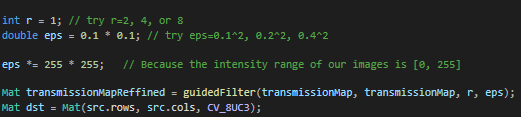 int r = 1; // try r=2, 4, or 8
double eps = 0.1 * 0.1; // try eps=0.1^2, 0.2^2, 0.4^2
eps *= 255 * 255;   // Because the intensity range of our images is [0, 255]
Mat transmissionMapReffined = guidedFilter(transmissionMap, transmissionMap, r, eps);
Mat dst = Mat(src.rows, src.cols, CV_8UC3);